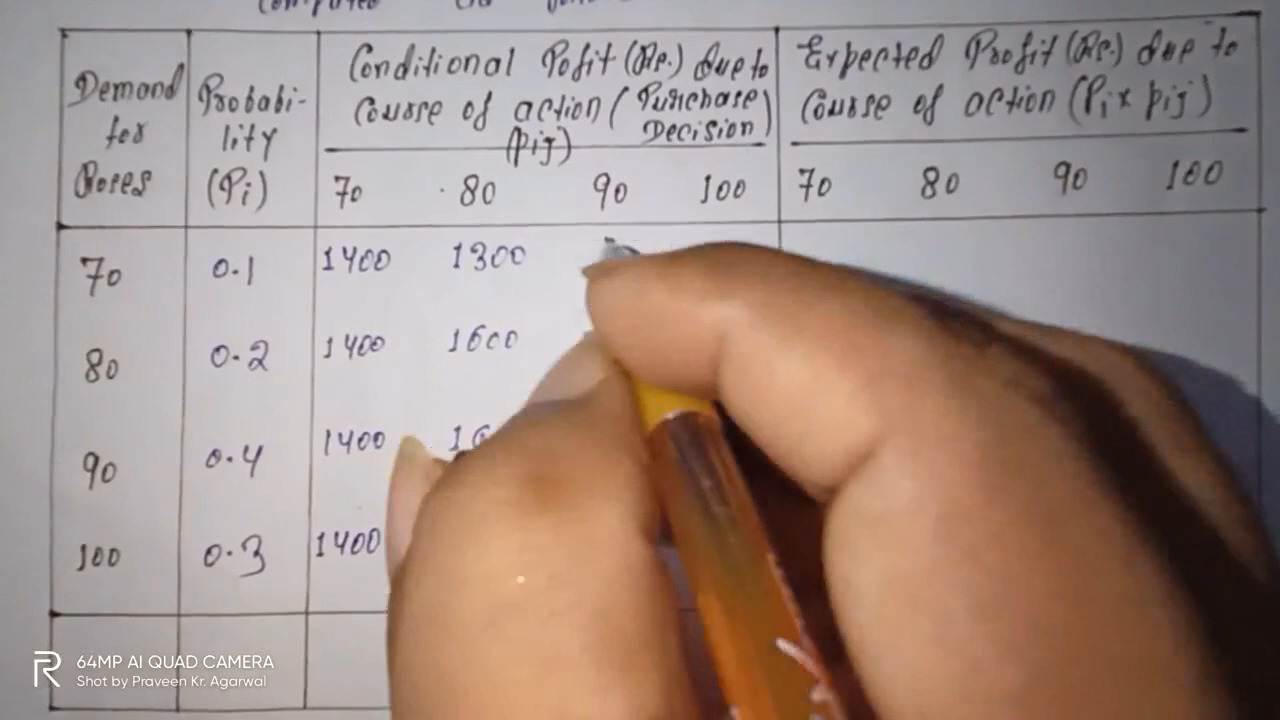 Demand for Roses
Probabi-lity (Pi)
Conditional Pofit (Rs.) due to
Course of action ( Purchase Decision )
(pij)
Expected Profit (Rs.) due to
Course of action (Pi x pij)
70 80 90 100 70 80 90 100
70 0.1 1400 1300
80 0.2 1400 1600
90 0.4 1400
100 0.3 1400
64MP AI QUAD CAMERA
Shot by Praveen Kr. Agarwal